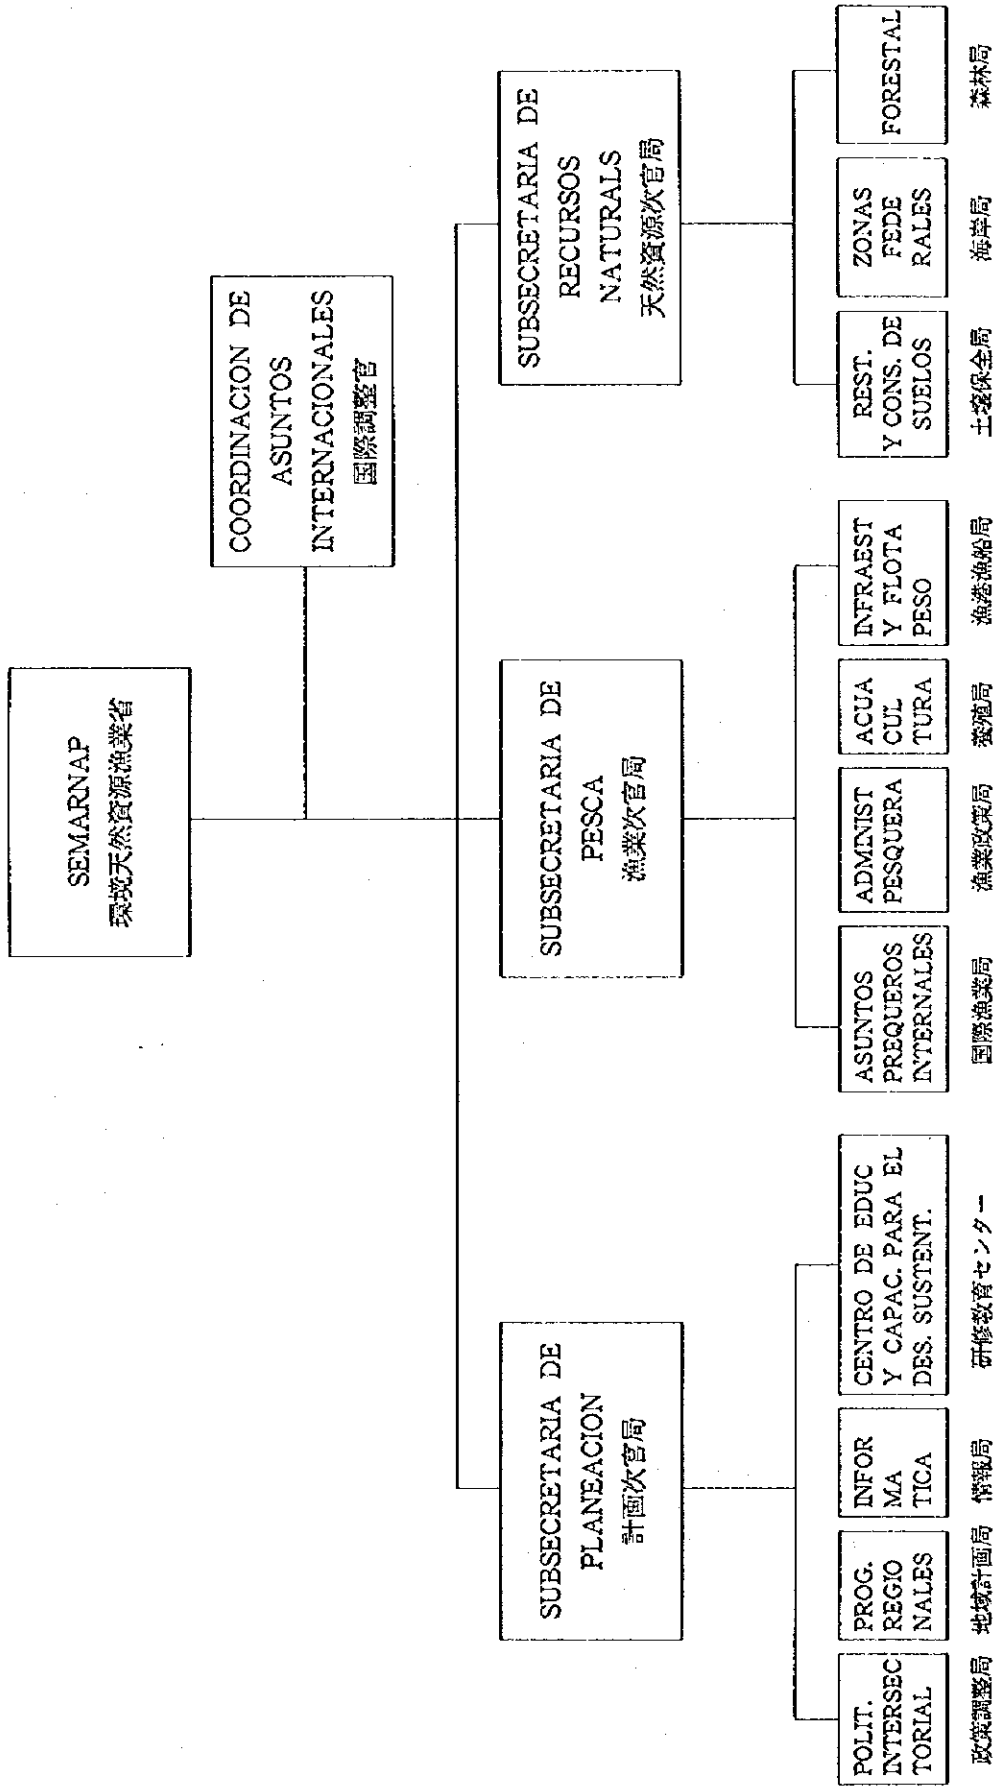 SEMARNAP
環境天然資源漁業省
COORDINACION DE
ASUNTOS
INTERNACIONALES
国際調整官
SUBSECRETARIA DE
PLANEACION
計画次官局
SUBSECRETARIA DE
PESCA
漁業次官局
SUBSECRETARIA DE
RECURSOS
NATURALS
天然資源次官局
POLIT.
INTERSEC
TORIAL
PROG.
REGIO
NALES
INFOR
MA
TICA
CENTRO DE EDUC
Y CAPAC. PARA EL
DES. SUSTENT.
ASUNTOS
PREQUEROS
INTERNALES
ADMINIST
PESQUERA
ACUA
CUL
TURA
INFRAEST
Y FLOTA
PESO
REST.
Y CONS. DE
SUELOS
ZONAS
FEDE
RALES
FORESTAL
政策調整局
地域計画局
情報局
研修教育センター
国際漁業局
漁業政策局
養殖局
漁港漁船局
土壌保全局
海岸局
森林局